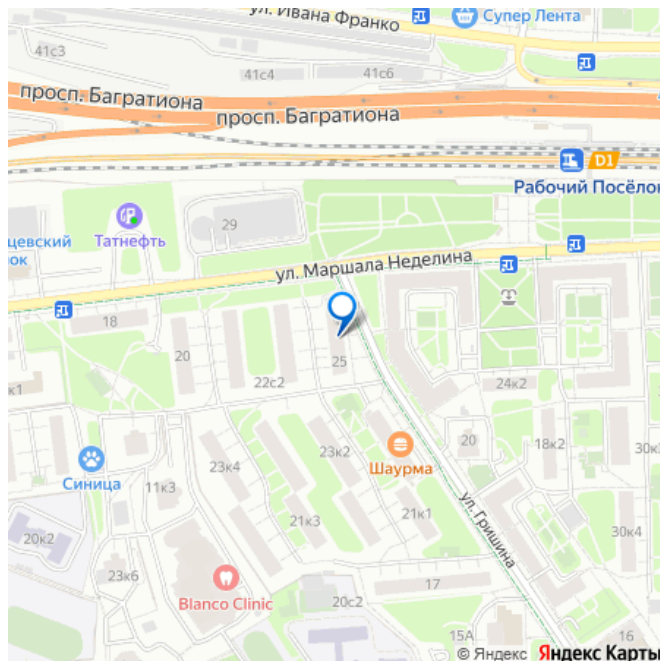 ул. Ивана Франко
Супер Лента
41с3
41с4
41с6
просп. Багратиона
просп. Багратиона
D1
Рабочий Посёлок
Татнефть
29
ул. Маршала Неделина
18
20
22с2
25
24к2
к1
Синица
11к3
23к4
23к2
Шаурма
20
18к2
21к3
21к1
ул. Гришина
20к2
23к6
Blanco Clinic
20с2
17
15А
30к4
16
© Яндекс Яндекс Карты